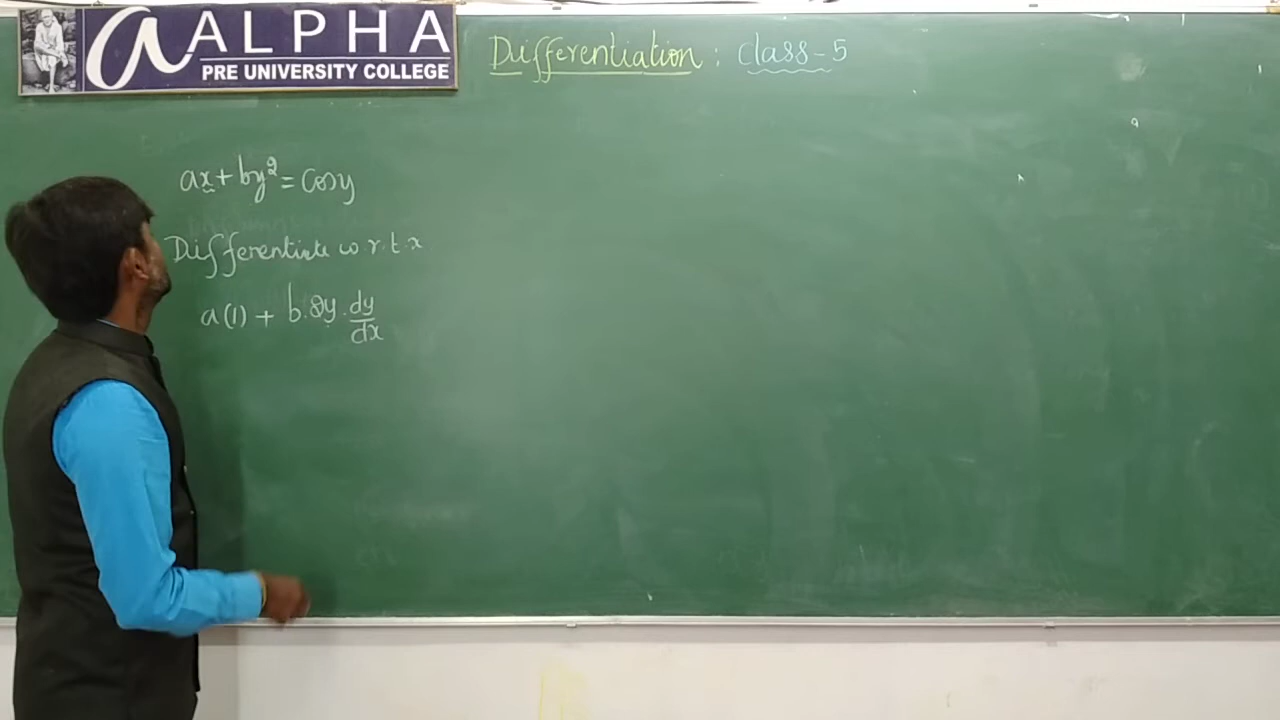 a ALPHA
PRE UNIVERSITY COLLEGE
Differentiation : Class-5
ax + by² = cosy
Differentiate w.r.t. x
a(1) + b.2y.dy/dx